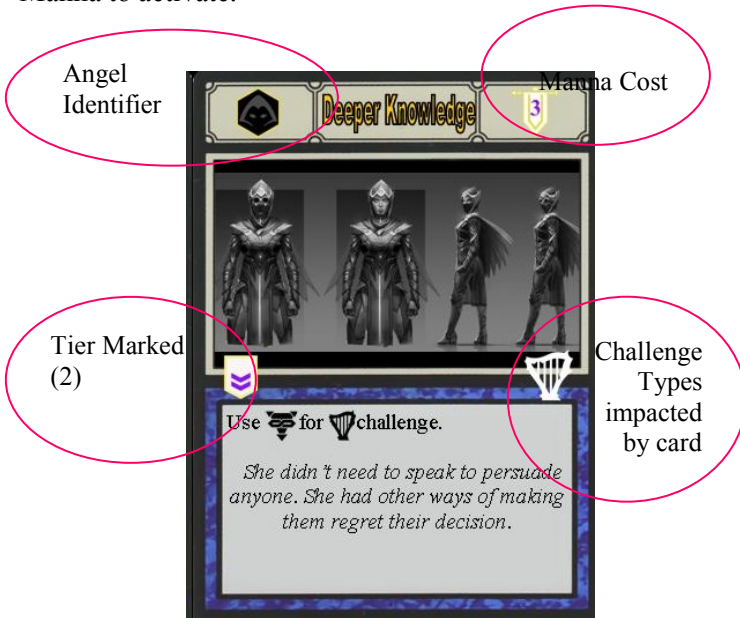 Manna to activate.
Angel
Identifier
Manna Cost
Deeper Knowledge
3
Tier Marked
(2)
Challenge
Types
impacted
by card
Use for challenge.
She didn't need to speak to persuade
anyone. She had other ways of making
them regret their decision.